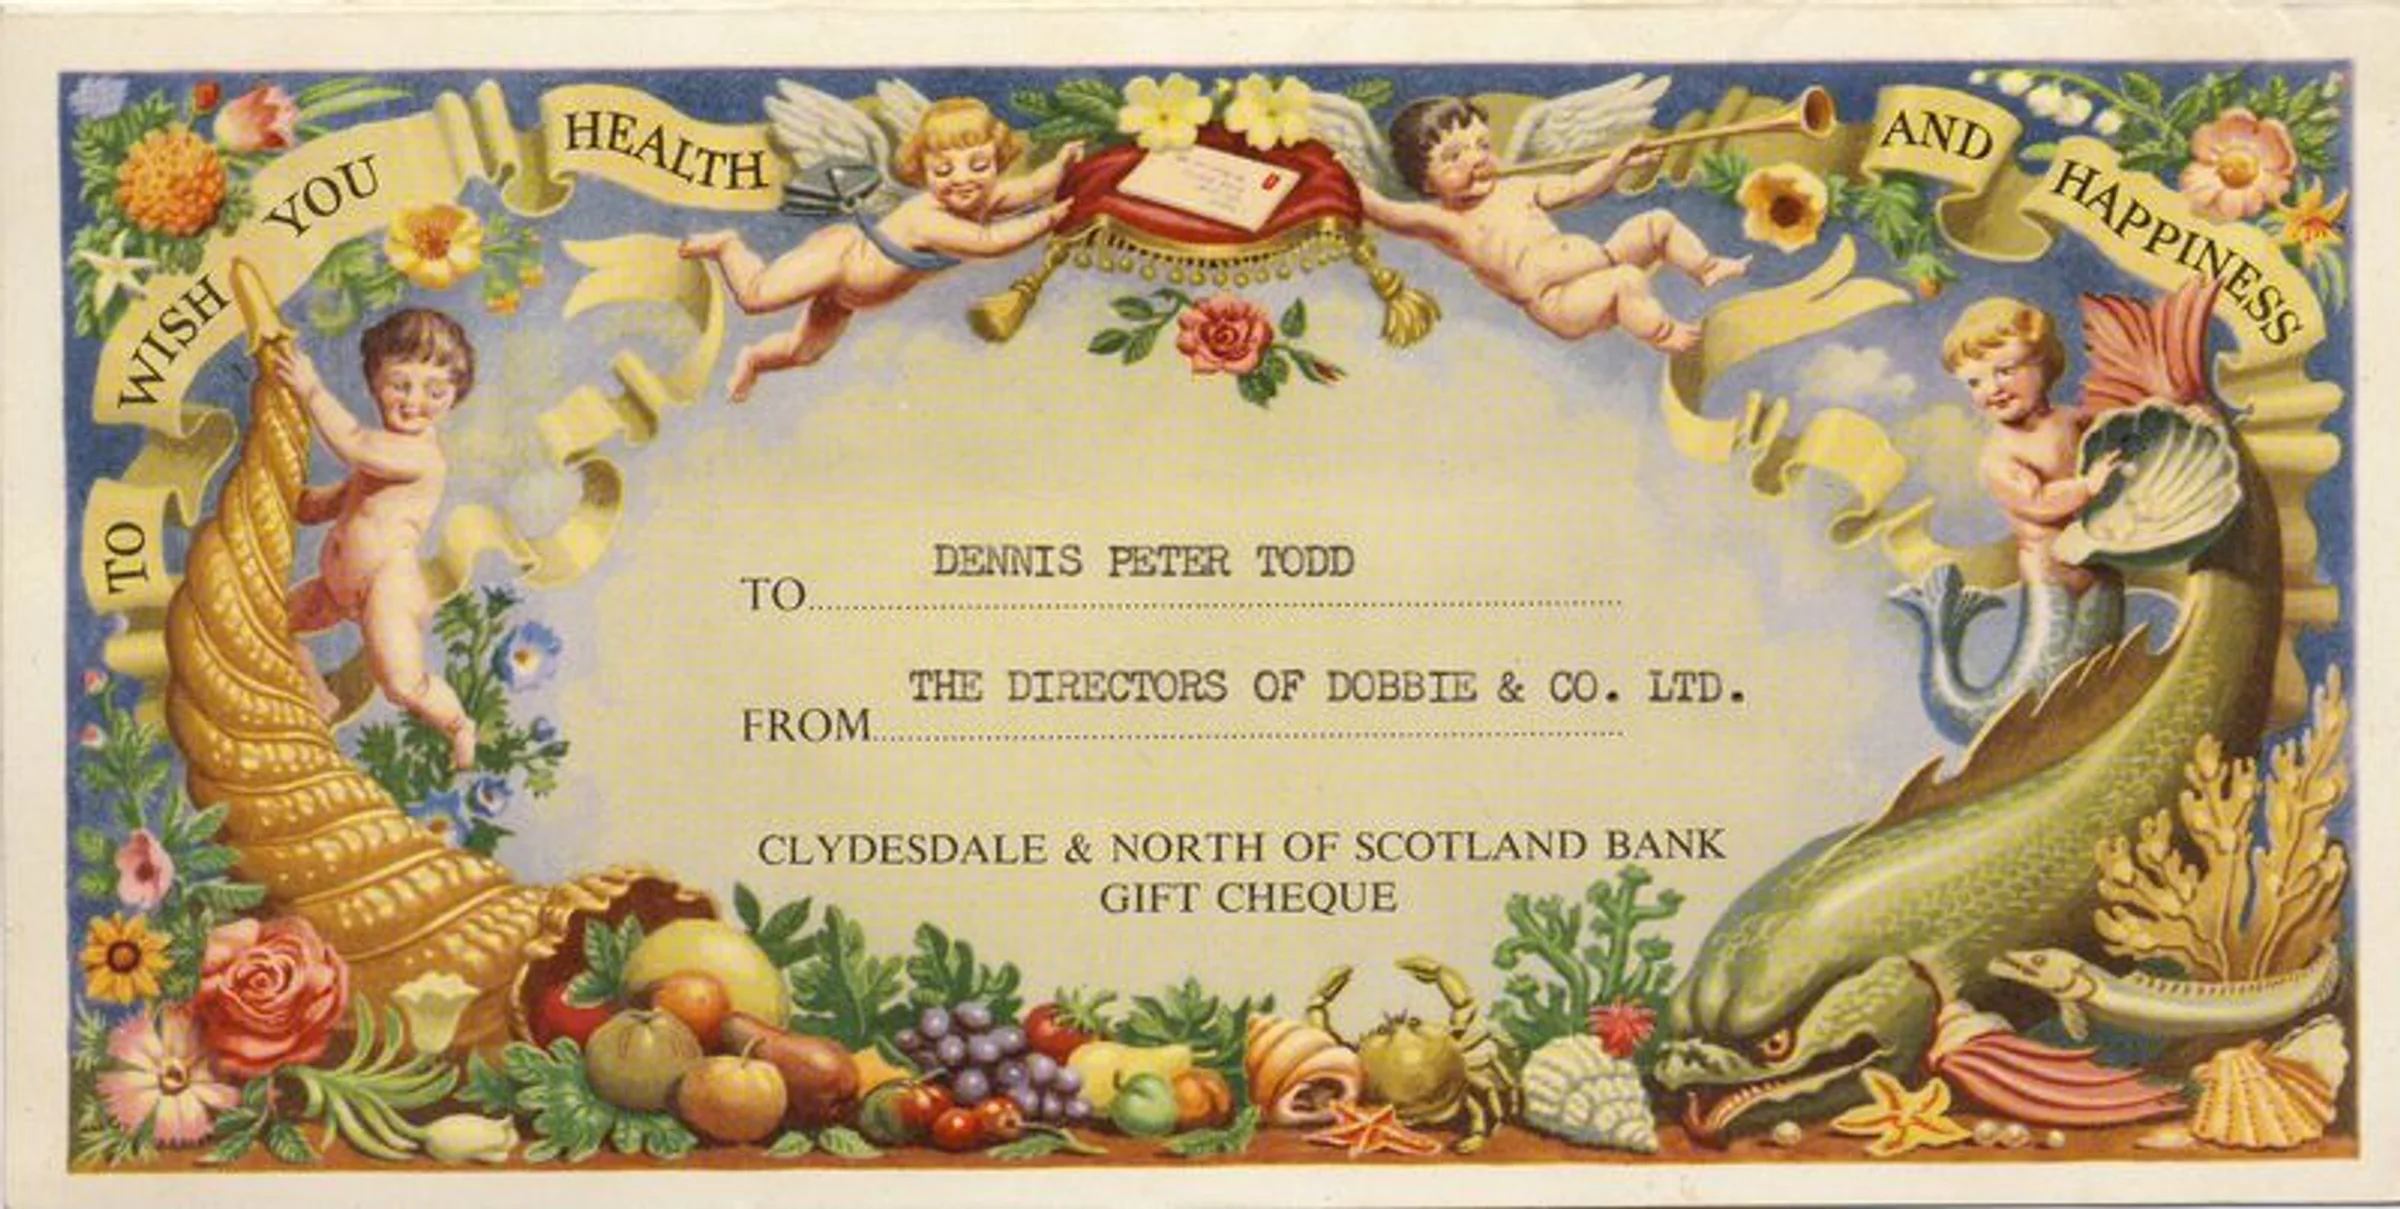 TO WISH YOU HEALTH AND HAPPINESS
TO DENNIS PETER TODD
FROM THE DIRECTORS OF DOBBIE & CO. LTD.
CLYDESDALE & NORTH OF SCOTLAND BANK
GIFT CHEQUE